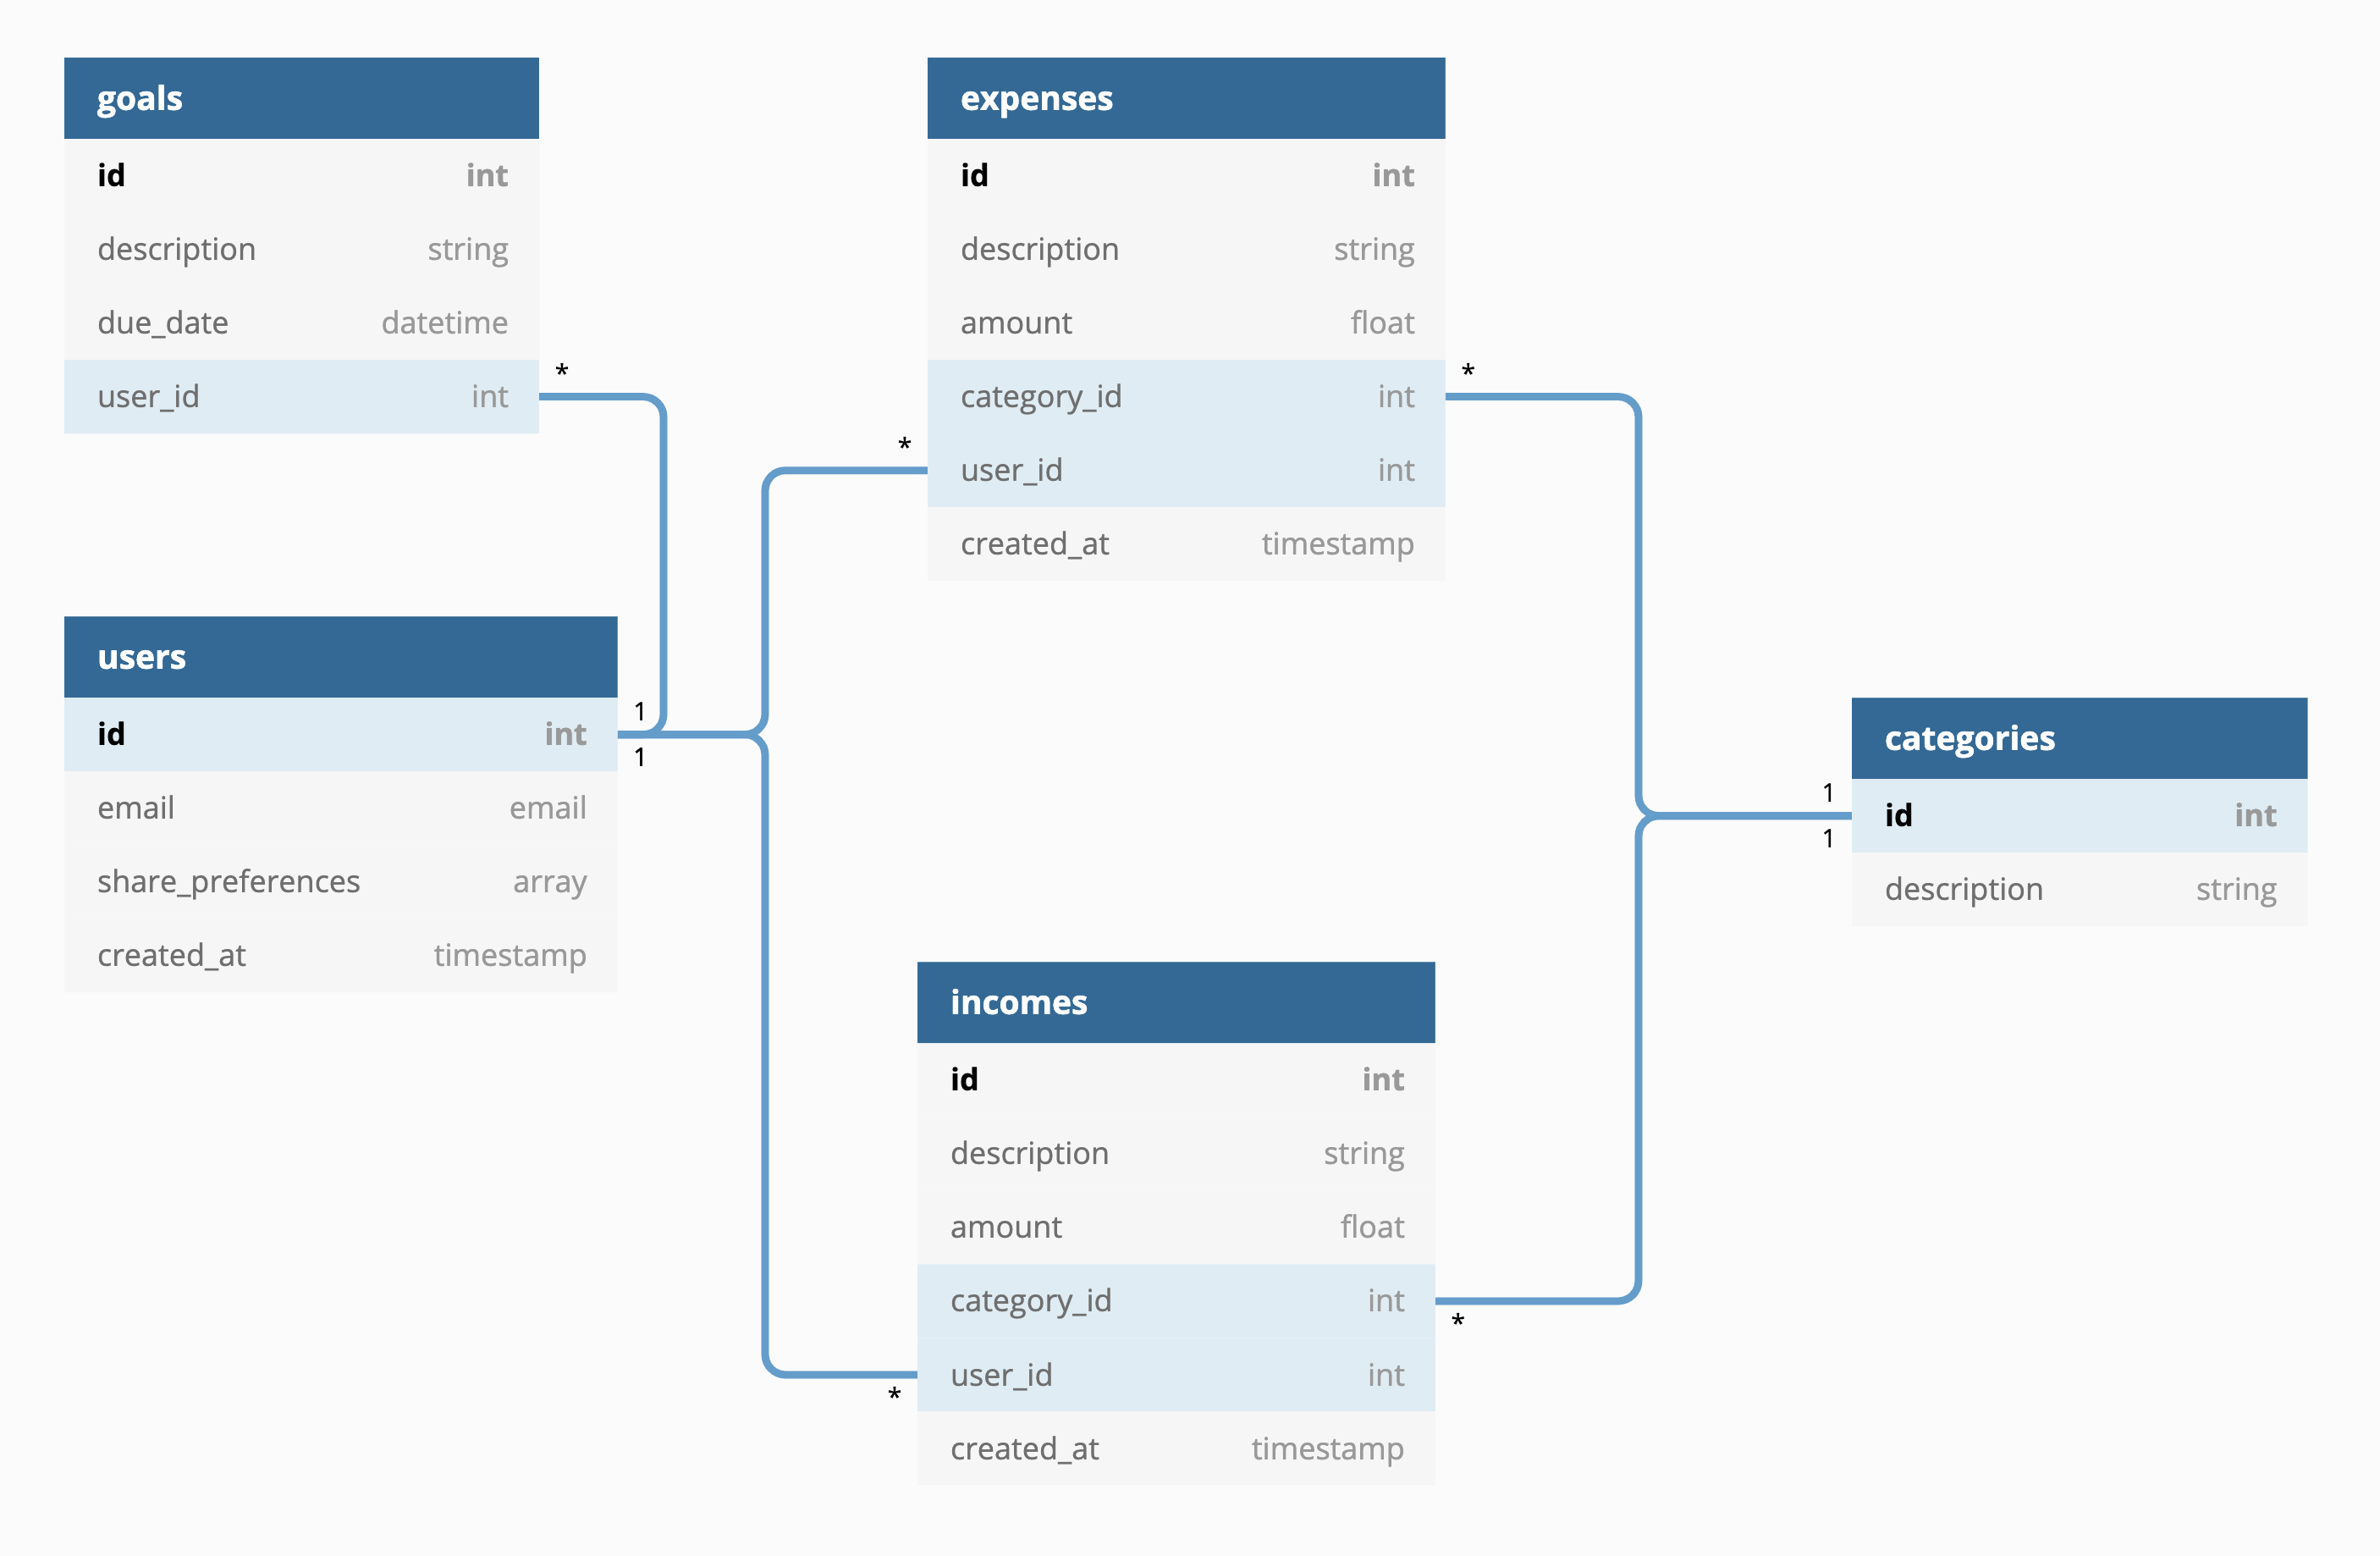 goals
id int
description string
due_date datetime
user_id int
*
users
1
id int
1
email email
share_preferences array
created_at timestamp
expenses
id int
description string
amount float
category_id int
*
*
user_id int
created_at timestamp
incomes
id int
description string
amount float
category_id int
*
user_id int
*
created_at timestamp
categories
1
id int
1
description string